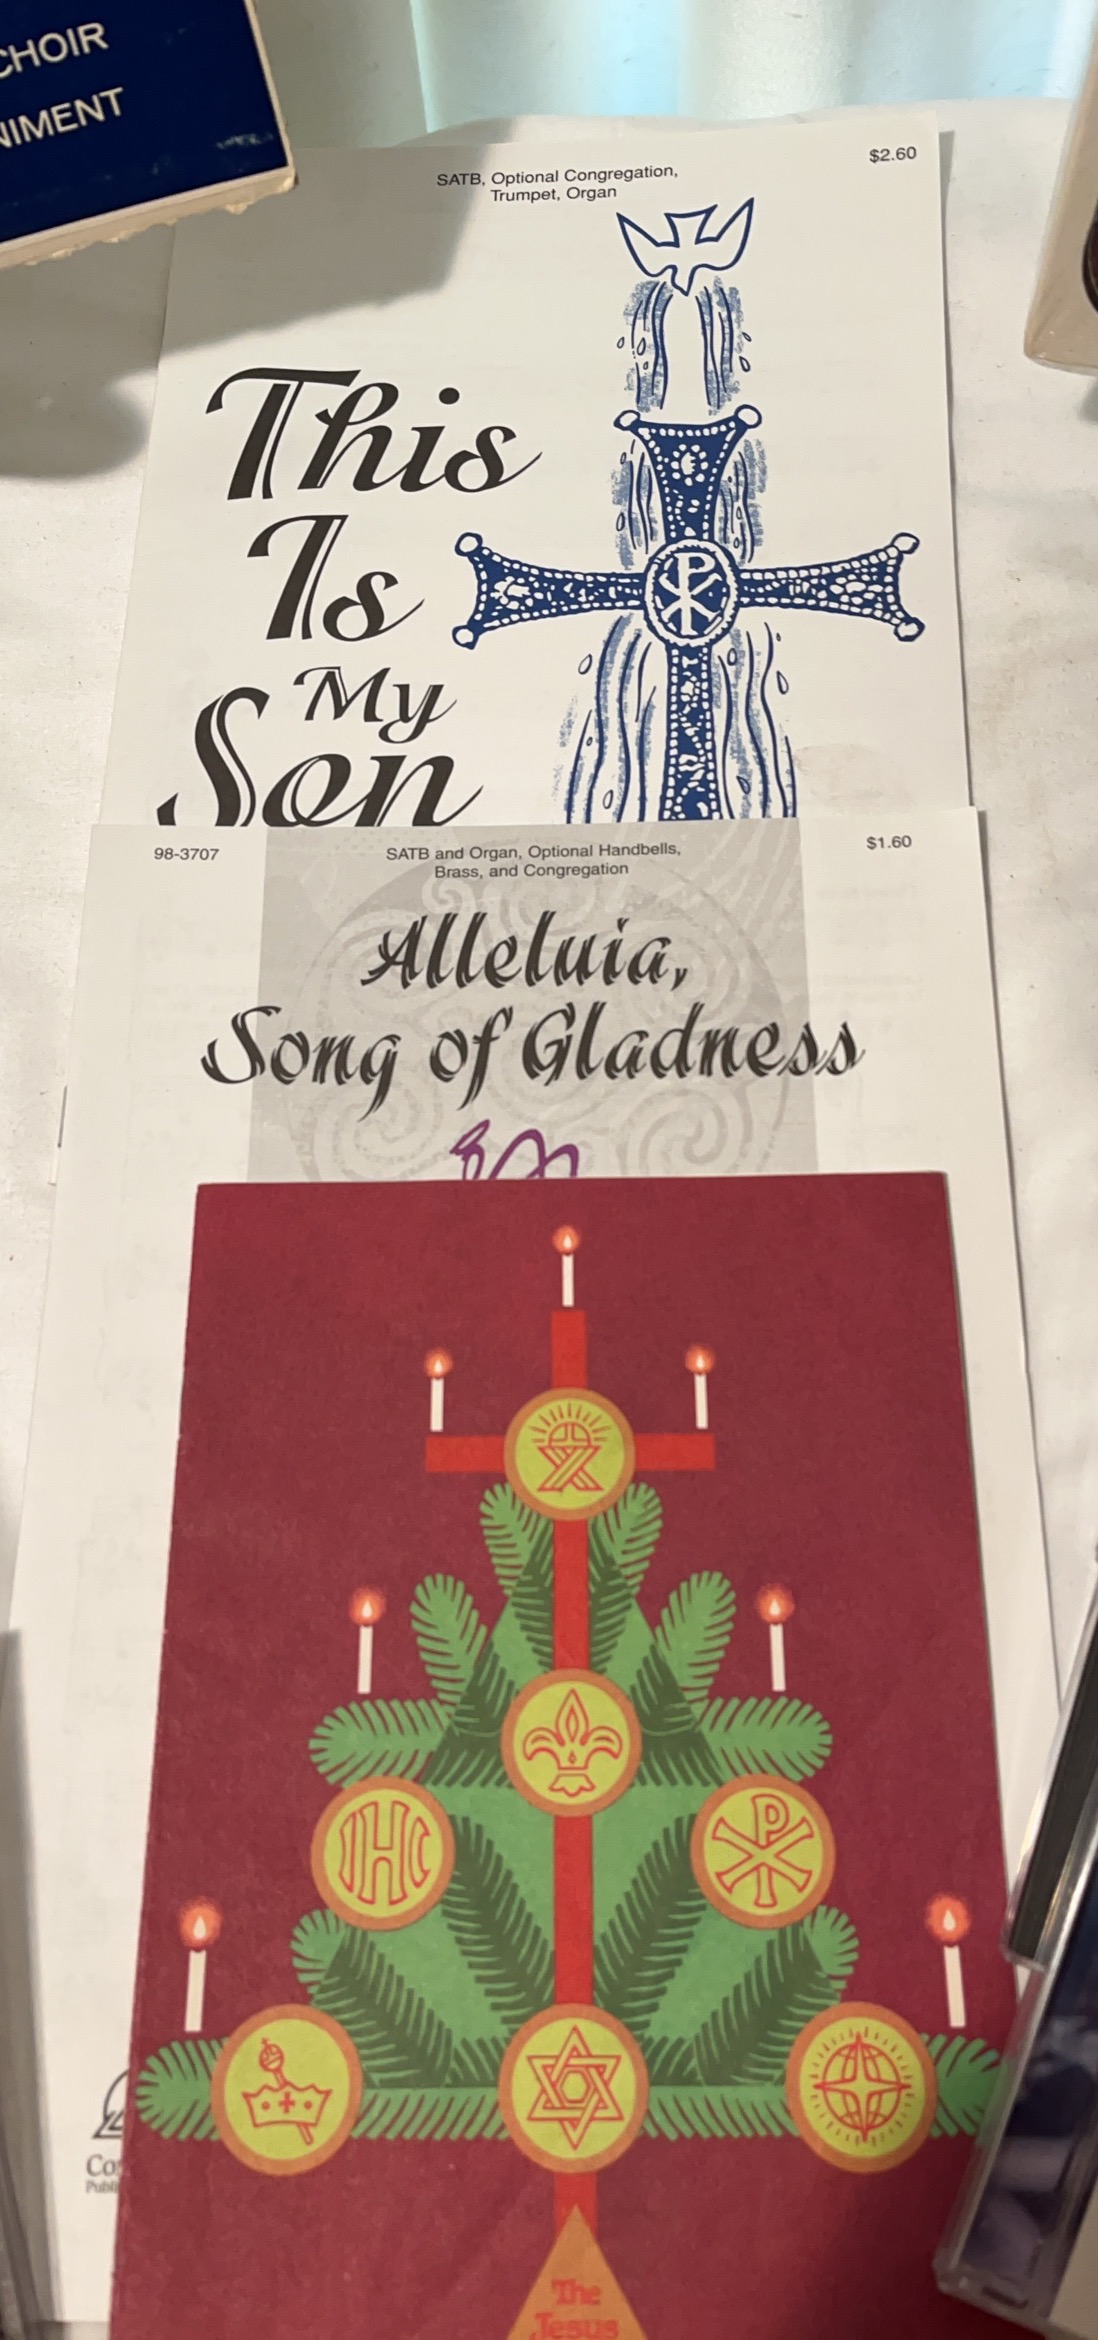 CHOIR
SATB, Optional Congregation,
Trumpet, Organ
$2.60
This
Is
My
Son
98-3707
SATB and Organ, Optional Handbells,
Brass, and Congregation
$1.60
Alleluia,
Song of Gladness
IHC
The
Jesus